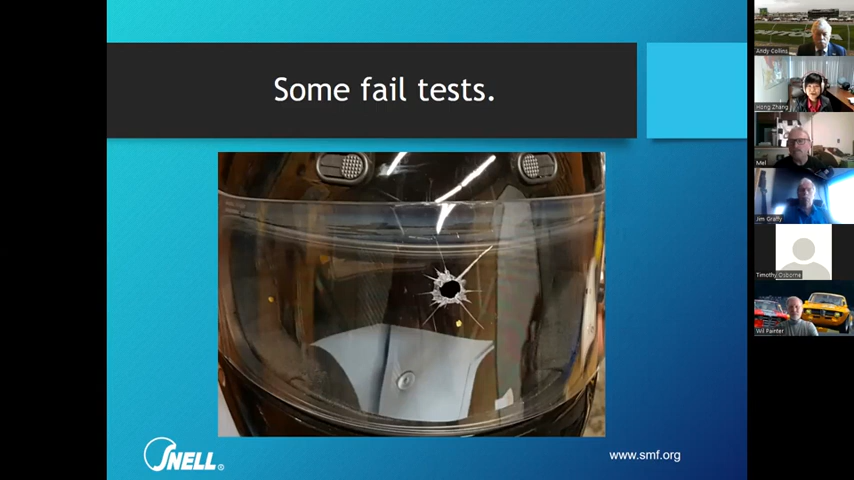 Some fail tests.
SNELL®
www.smf.org
Andy Collins
Hong Zhang
Mel
Jim Graffy
Timothy Osborne
Wil Painter